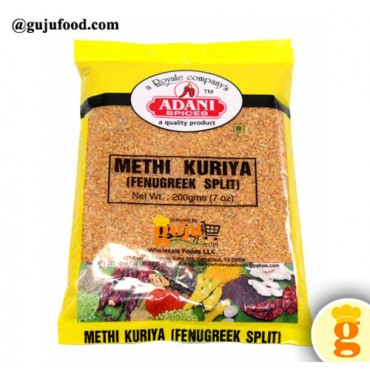 @gujufood.com
a Royale company's
ADANI
SPICES
TM
a quality product
METHI KURIYA
(FENUGREEK SPLIT)
Net Wt.: 200gms (7 oz)
guju
Wholesale Foods LLC
METHI KURIYA (FENUGREEK SPLIT)
g